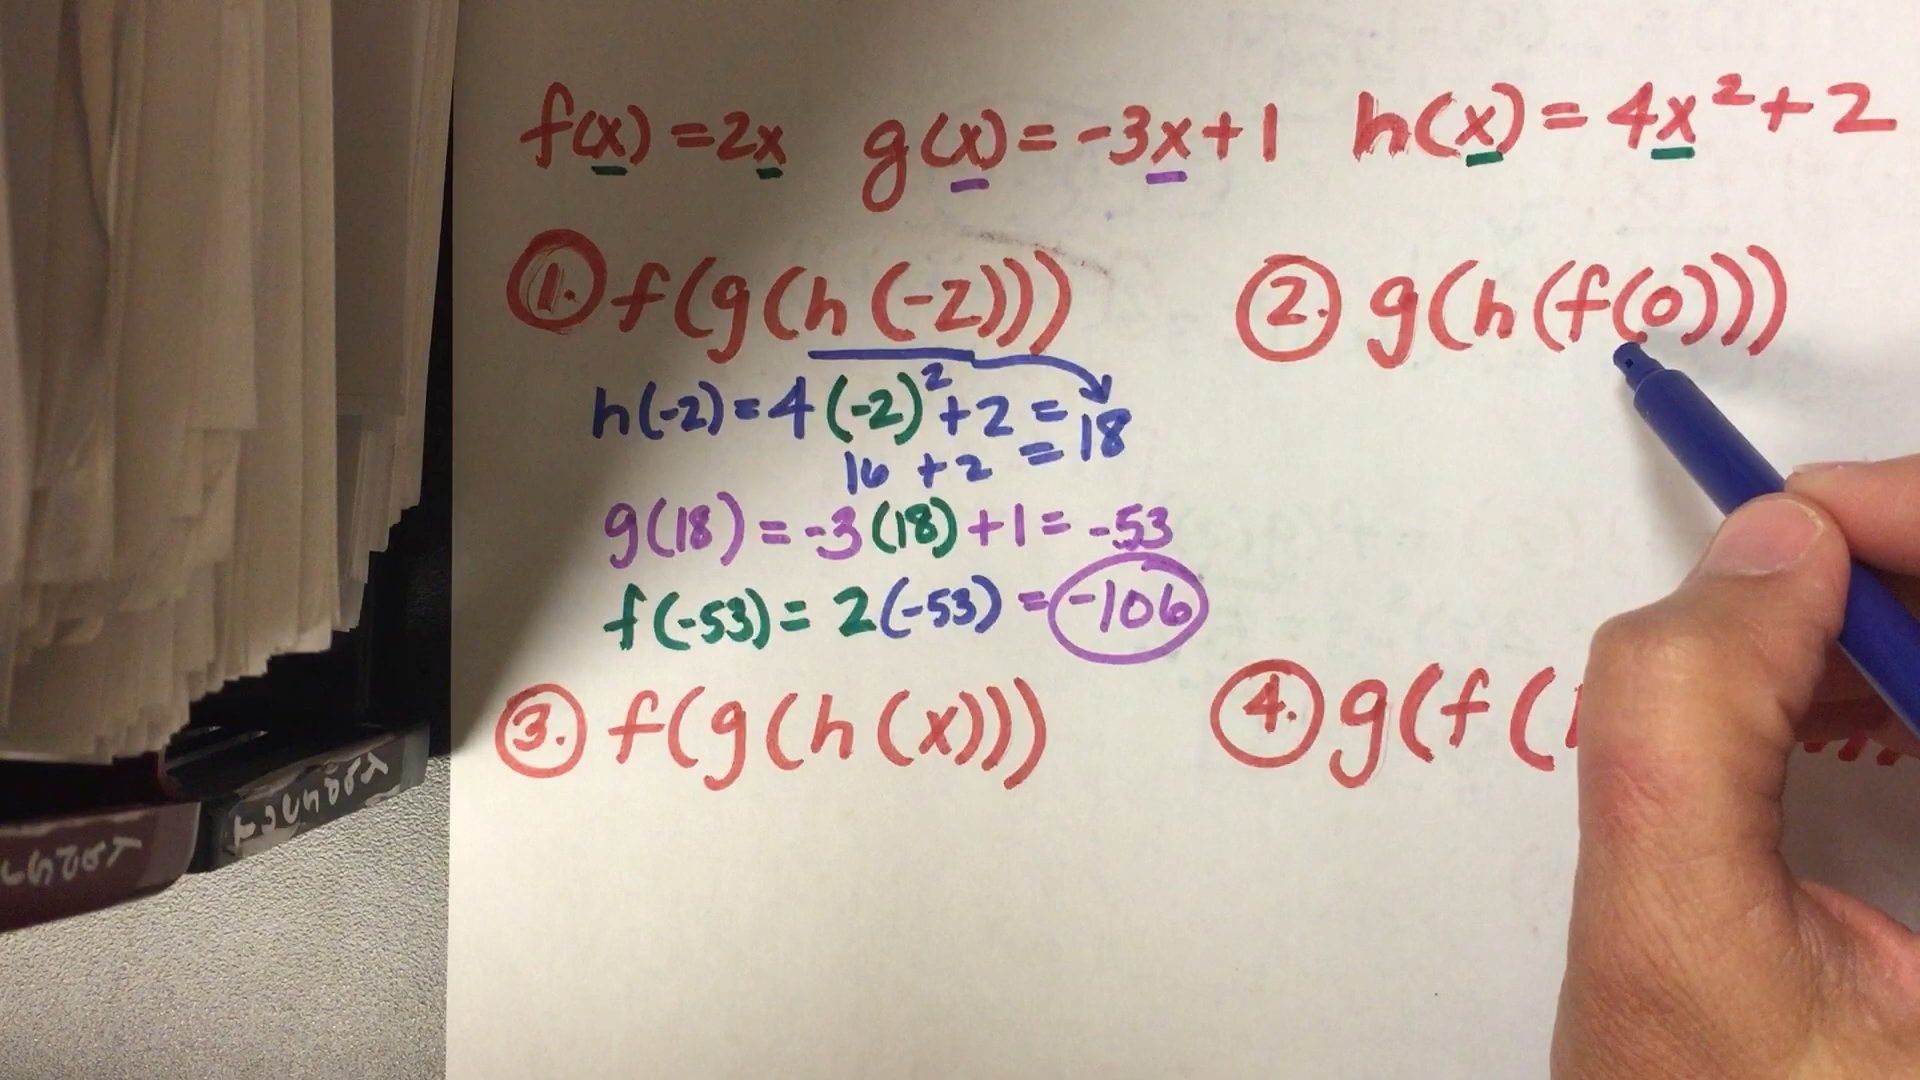 f(x) = 2x g(x) = -3x+1 h(x) = 4x²+2
1. f(g(h(-2)))
h(-2) = 4(-2)²+2 = 18
16 + 2 = 18
g(18) = -3(18)+1 = -53
f(-53) = 2(-53) = -106
2. g(h(f(0)))
3. f(g(h(x)))
4. g(f(